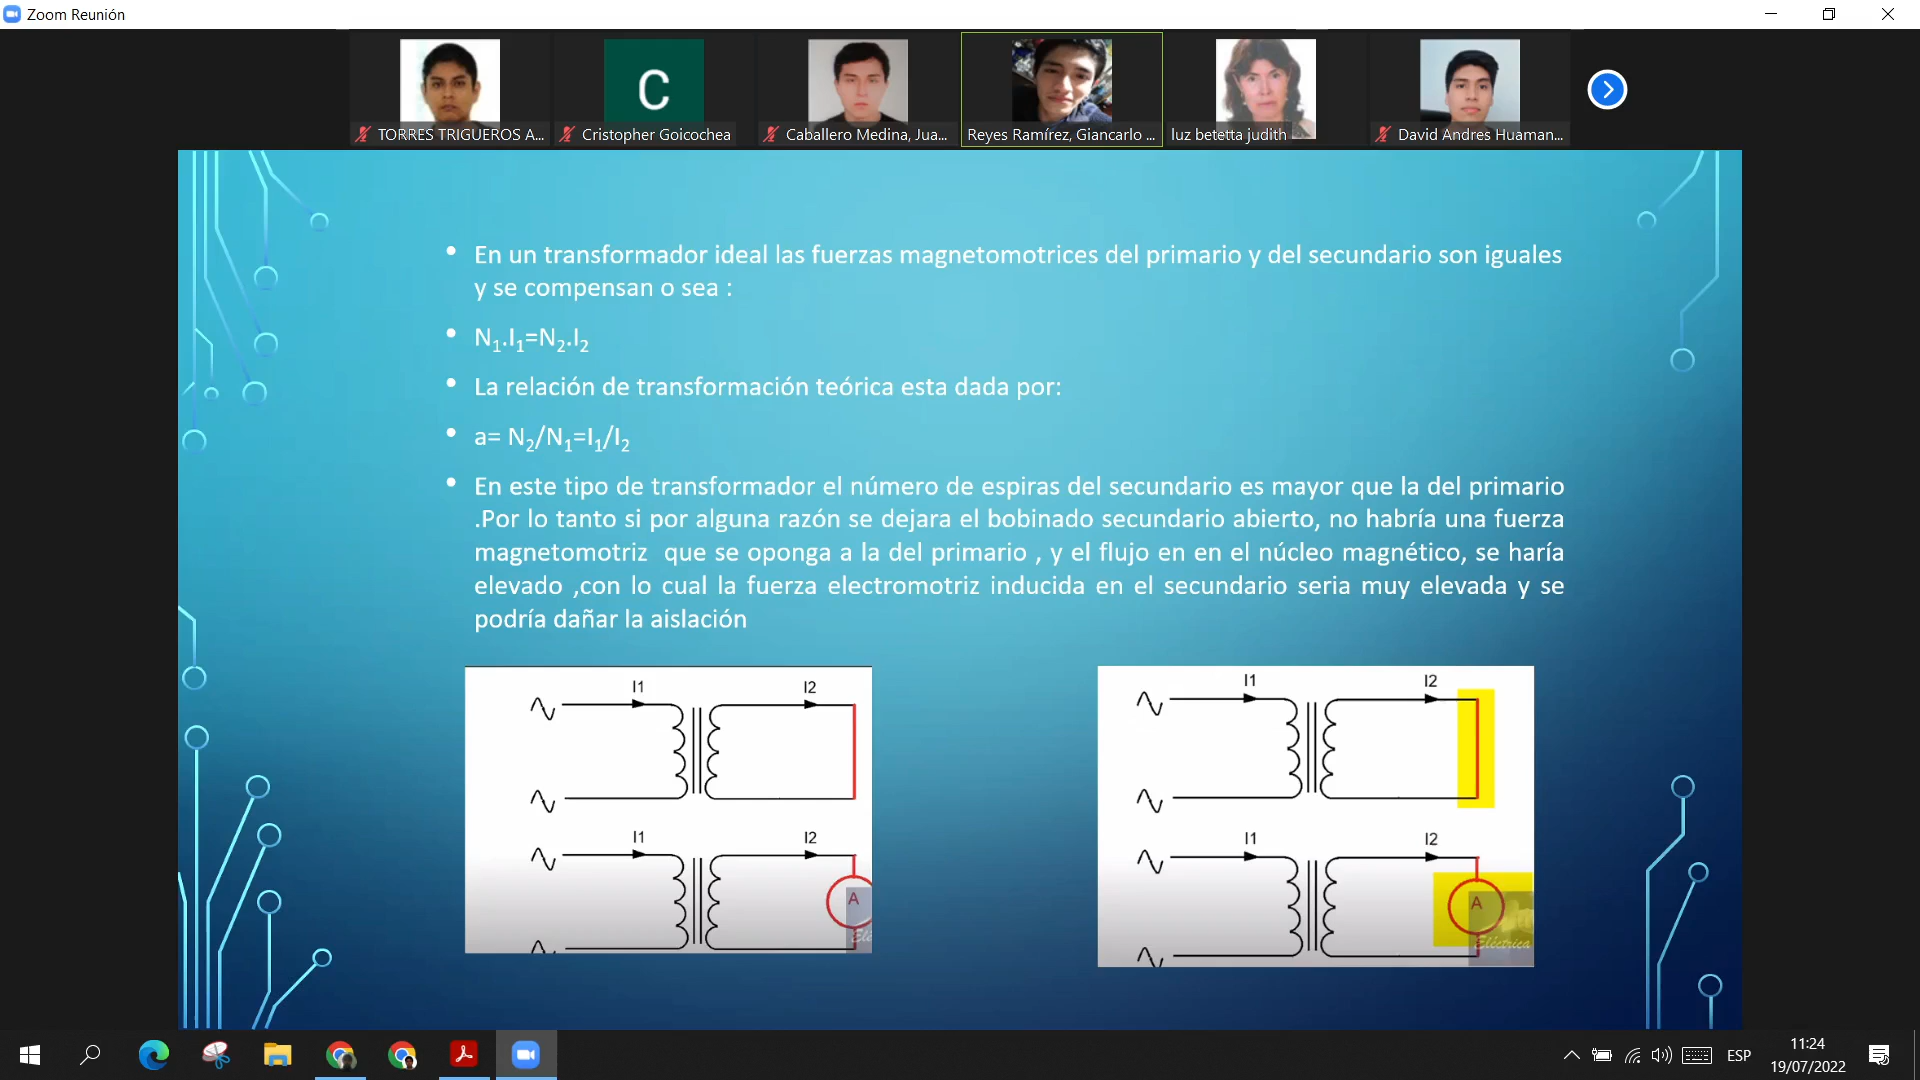 Zoom Reunión
TORRES TRIGUEROS A...
C
Cristopher Goicochea
Caballero Medina, Jua...
Reyes Ramírez, Giancarlo ...
luz betetta judith
David Andres Huaman...
• En un transformador ideal las fuerzas magnetomotrices del primario y del secundario son iguales
y se compensan o sea :
• N₁.I₁=N₂.I₂
• La relación de transformación teórica esta dada por:
• a= N₂/N₁=I₁/I₂
• En este tipo de transformador el número de espiras del secundario es mayor que la del primario
.Por lo tanto si por alguna razón se dejara el bobinado secundario abierto, no habría una fuerza
magnetomotriz que se oponga a la del primario , y el flujo en en el núcleo magnético, se haría
elevado ,con lo cual la fuerza electromotriz inducida en el secundario seria muy elevada y se
podría dañar la aislación
I1 I2
I1 I2
A
I1 I2
I1 I2
A
Eléctrica
ESP
11:24
19/07/2022